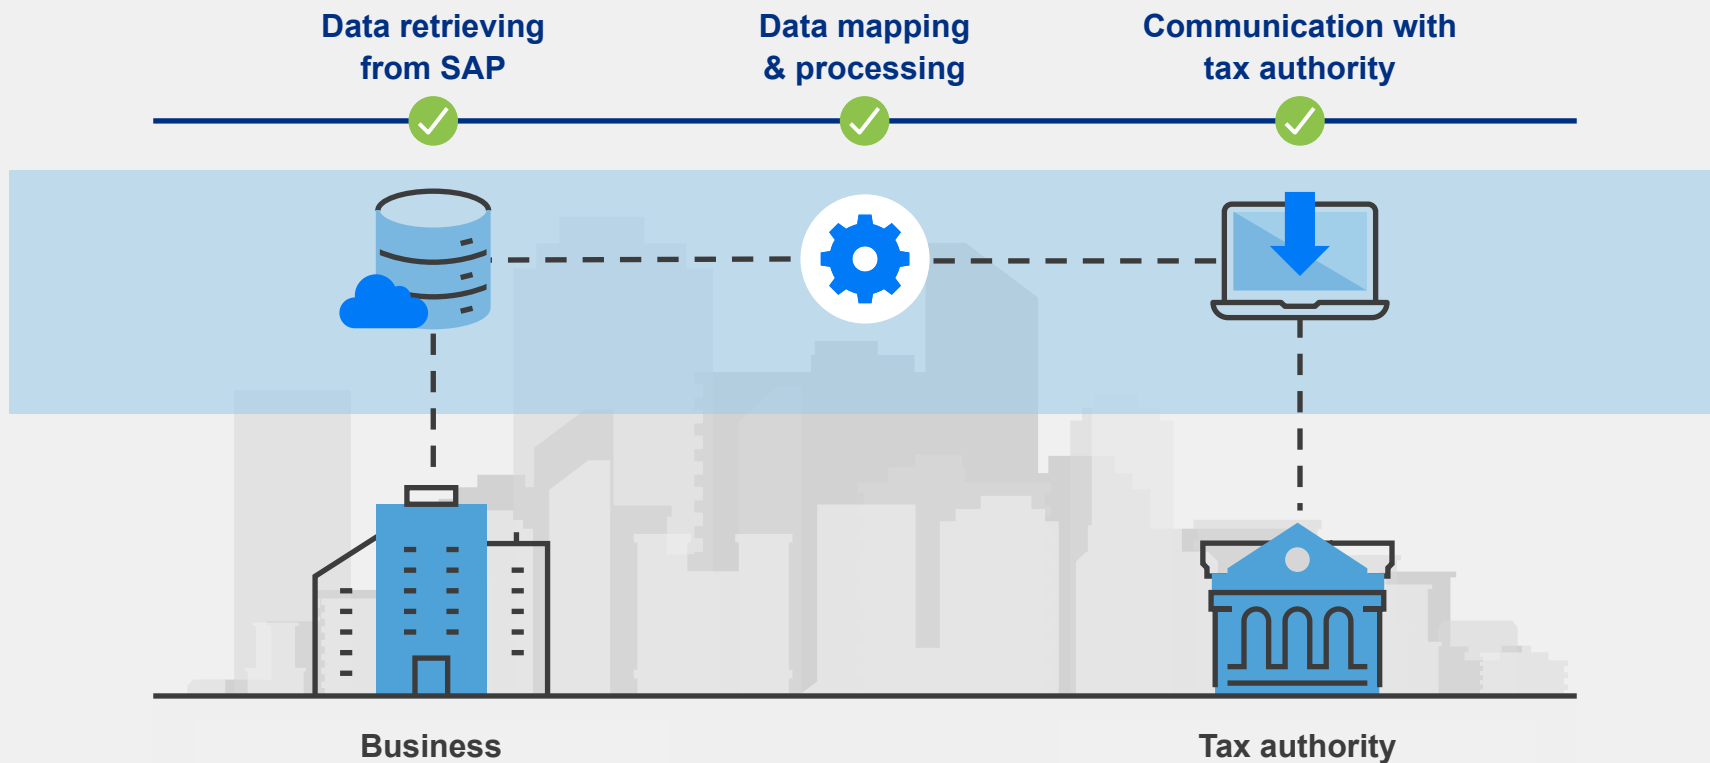 Data retrieving
from SAP
Data mapping
& processing
Communication with
tax authority
Business
Tax authority